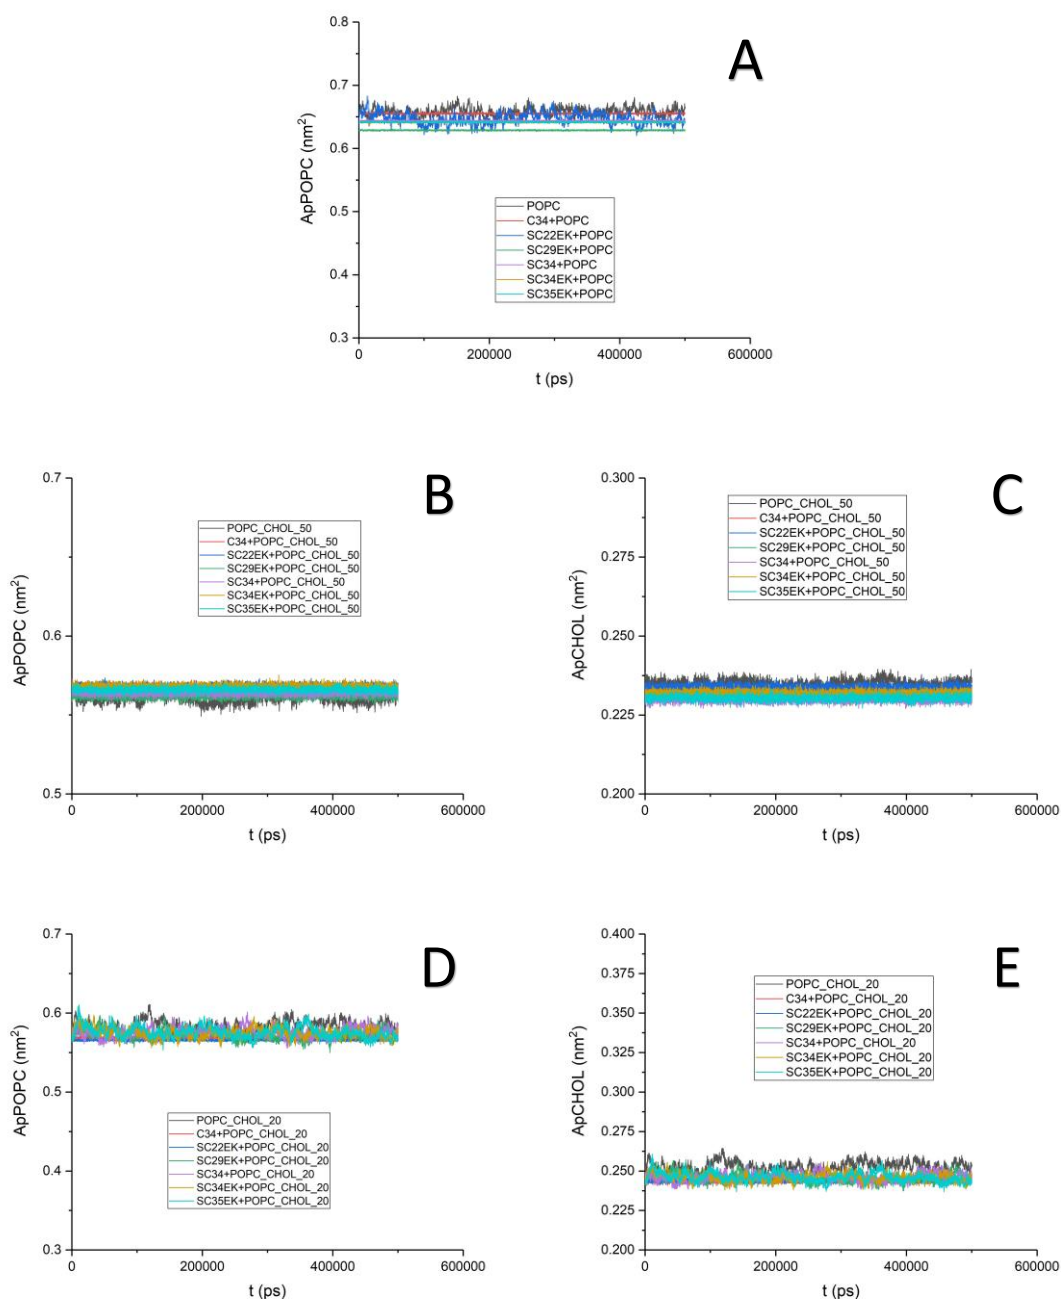 A
ApPOPC (nm²)
0.8
0.7
0.6
0.5
0.4
0.3
POPC
C34+POPC
SC22EK+POPC
SC29EK+POPC
SC34+POPC
SC34EK+POPC
SC35EK+POPC
0 200000 400000 600000
t (ps)
B
ApPOPC (nm²)
0.7
0.6
0.5
POPC_CHOL_50
C34+POPC_CHOL_50
SC22EK+POPC_CHOL_50
SC29EK+POPC_CHOL_50
SC34+POPC_CHOL_50
SC34EK+POPC_CHOL_50
SC35EK+POPC_CHOL_50
0 200000 400000 600000
t (ps)
C
ApCHOL (nm²)
0.300
0.275
0.250
0.225
0.200
POPC_CHOL_50
C34+POPC_CHOL_50
SC22EK+POPC_CHOL_50
SC29EK+POPC_CHOL_50
SC34+POPC_CHOL_50
SC34EK+POPC_CHOL_50
SC35EK+POPC_CHOL_50
0 200000 400000 600000
t (ps)
D
ApPOPC (nm²)
0.7
0.6
0.5
0.4
0.3
POPC_CHOL_20
C34+POPC_CHOL_20
SC22EK+POPC_CHOL_20
SC29EK+POPC_CHOL_20
SC34+POPC_CHOL_20
SC34EK+POPC_CHOL_20
SC35EK+POPC_CHOL_20
0 200000 400000 600000
t (ps)
E
ApCHOL (nm²)
0.400
0.375
0.350
0.325
0.300
0.275
0.250
0.225
0.200
POPC_CHOL_20
C34+POPC_CHOL_20
SC22EK+POPC_CHOL_20
SC29EK+POPC_CHOL_20
SC34+POPC_CHOL_20
SC34EK+POPC_CHOL_20
SC35EK+POPC_CHOL_20
0 200000 400000 600000
t (ps)